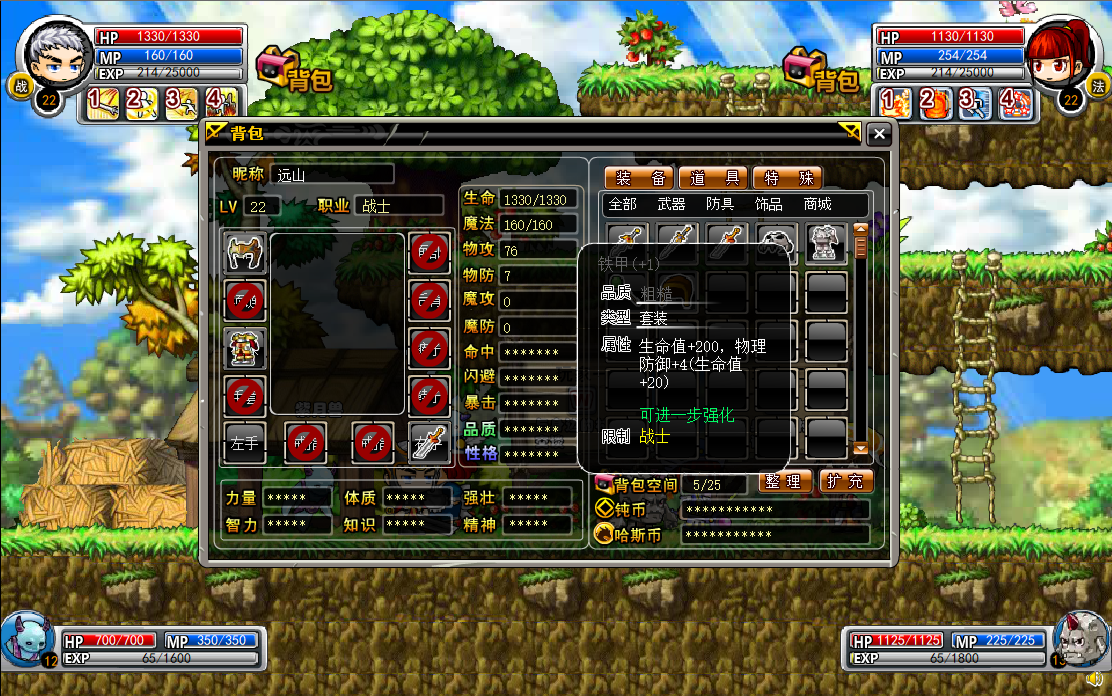 HP 1330/1330
MP 160/160
EXP 214/25000
战
22
1 2 3 4
背包
背包
HP 1130/1130
MP 254/254
EXP 214/25000
法
22
1 2 3 4
背包
昵称 远山
LV 22 职业 战士
生命 1330/1330
魔法 160/160
物攻 76
物防 7
魔攻 0
魔防 0
命中 *******
闪避 *******
暴击 *******
品质 *******
性格 *******
左手
力量 ***** 体质 ***** 强壮 *****
智力 ***** 知识 ***** 精神 *****
装 备 道 具 特 殊
全部 武器 防具 饰品 商城
铁甲(+1)
品质 粗糙
类型 套装
属性 生命值+200, 物理
防御+4(生命值
+20)
可进一步强化
限制 战士
背包空间 5/25 整 理 扩 充
钝币 ***********
哈斯币 ***********
HP 700/700 MP 350/350
EXP 65/1600
12
HP 1125/1125 MP 225/225
EXP 65/1800